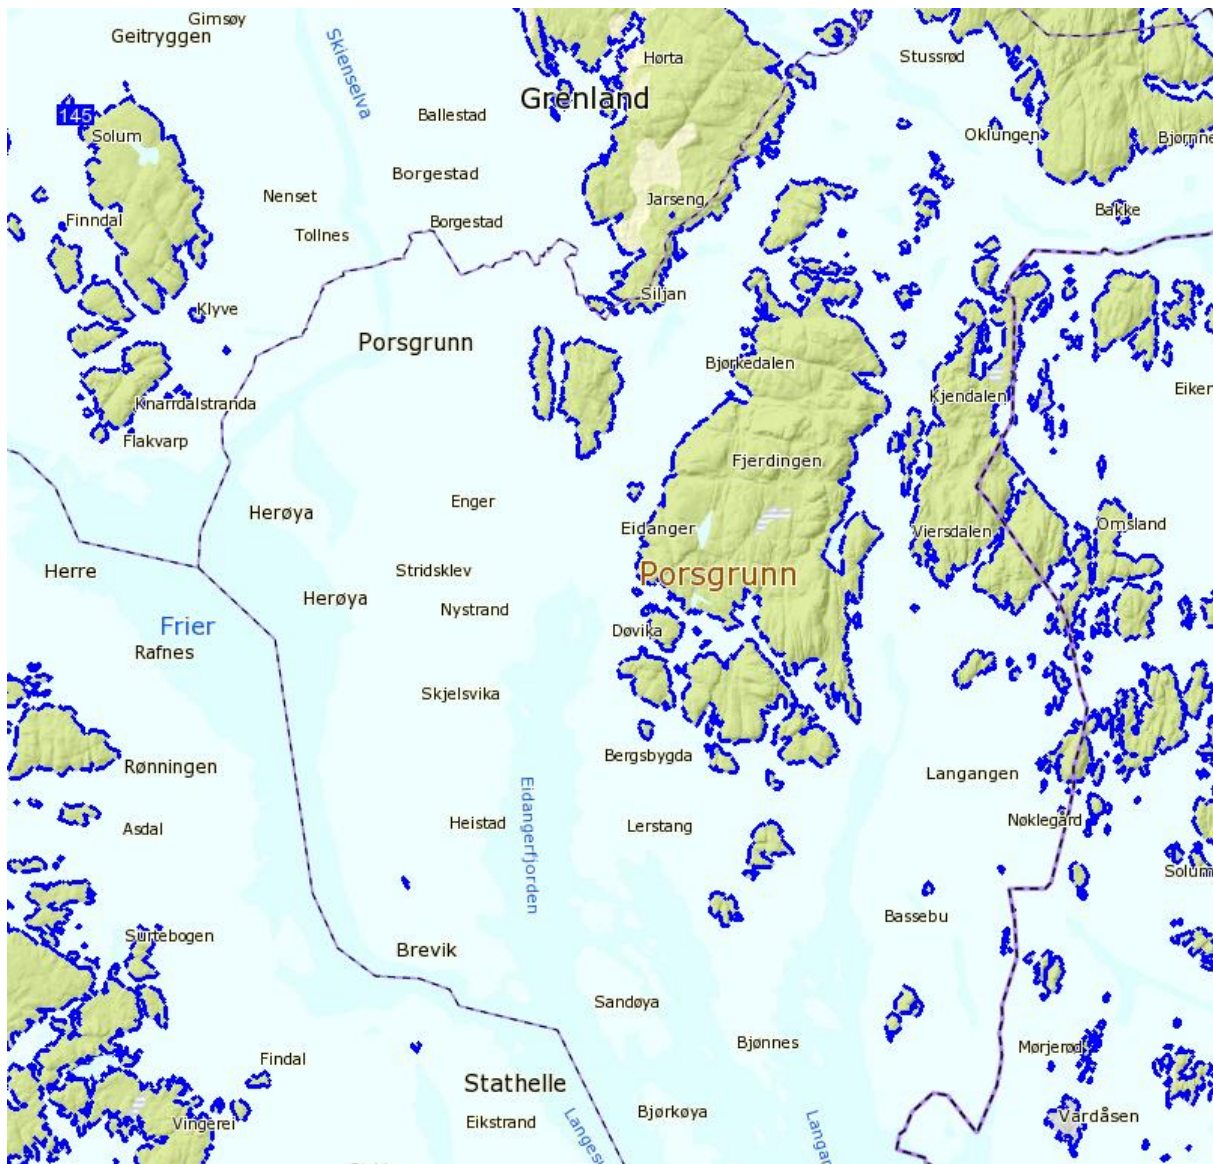 Gimsøy
Geitryggen
Skienselva
Hørta
Stussrød
Grenland
145
Ballestad
Solum
Oklungen
Borgestad
Nenset
Jarseng
Bakke
Finndal
Tollnes
Borgestad
Siljan
Klyve
Porsgrunn
Bjørkedalen
Knarrdalstranda
Kjendalen
Flakvarp
Fjerdingen
Herøya
Enger
Eidanger
Viersdalen
Omsland
Herre
Stridsklev
Porsgrunn
Herøya
Nystrand
Frier
Døvika
Rafnes
Skjelsvika
Bergsbygda
Rønningen
Langangen
Eidangerfjorden
Asdal
Heistad
Lerstang
Nøklegård
Solum
Bassebu
Surtebogen
Brevik
Sandøya
Findal
Bjønnes
Mørjerød
Stathelle
Vingerei
Eikstrand
Bjørkøya
Vardåsen